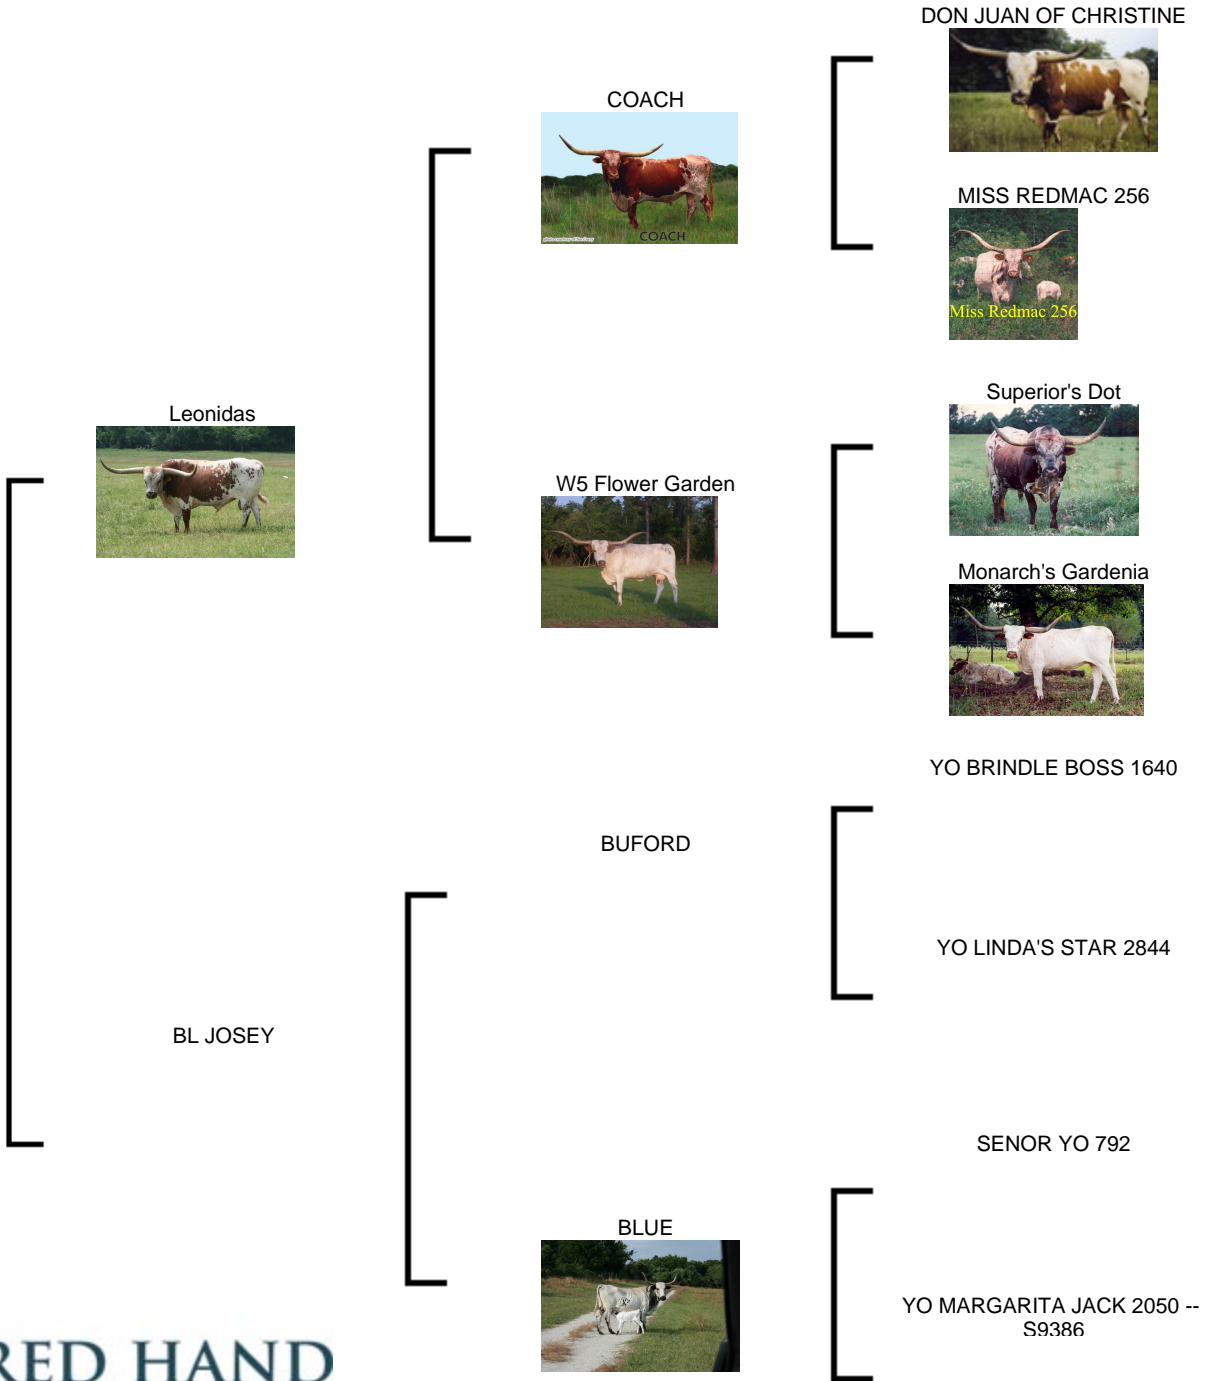 DON JUAN OF CHRISTINE
COACH
COACH
MISS REDMAC 256
Miss Redmac 256
Superior's Dot
Leonidas
W5 Flower Garden
Monarch's Gardenia
YO BRINDLE BOSS 1640
BUFORD
YO LINDA'S STAR 2844
BL JOSEY
SENOR YO 792
BLUE
YO MARGARITA JACK 2050 --
S9386
RED HAND